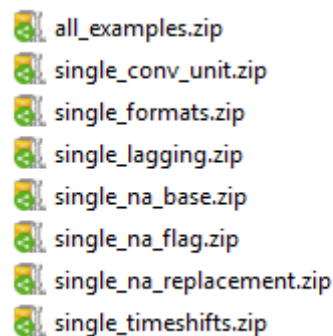 all_examples.zip
single_conv_unit.zip
single_formats.zip
single_lagging.zip
single_na_base.zip
single_na_flag.zip
single_na_replacement.zip
single_timeshifts.zip